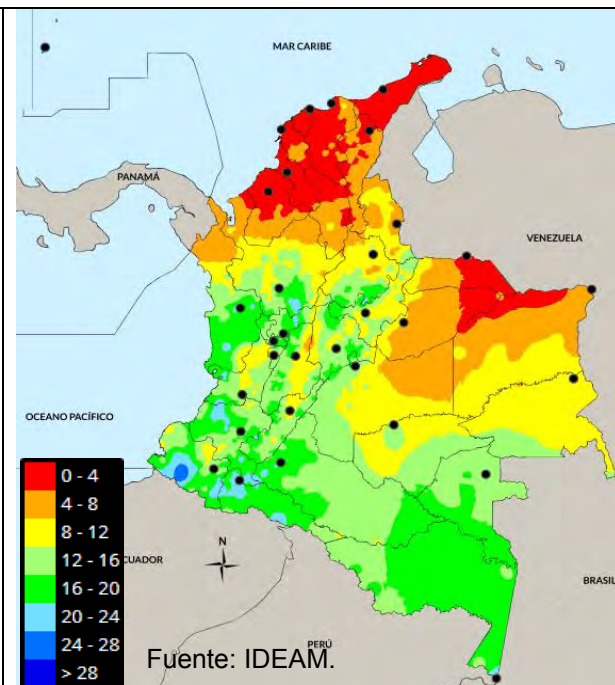 MAR CARIBE
PANAMÁ
VENEZUELA
OCEANO PACÍFICO
0 - 4
4 - 8
8 - 12
12 - 16
16 - 20
20 - 24
24 - 28
> 28
CUADOR
N
BRASIL
PERÚ
Fuente: IDEAM.